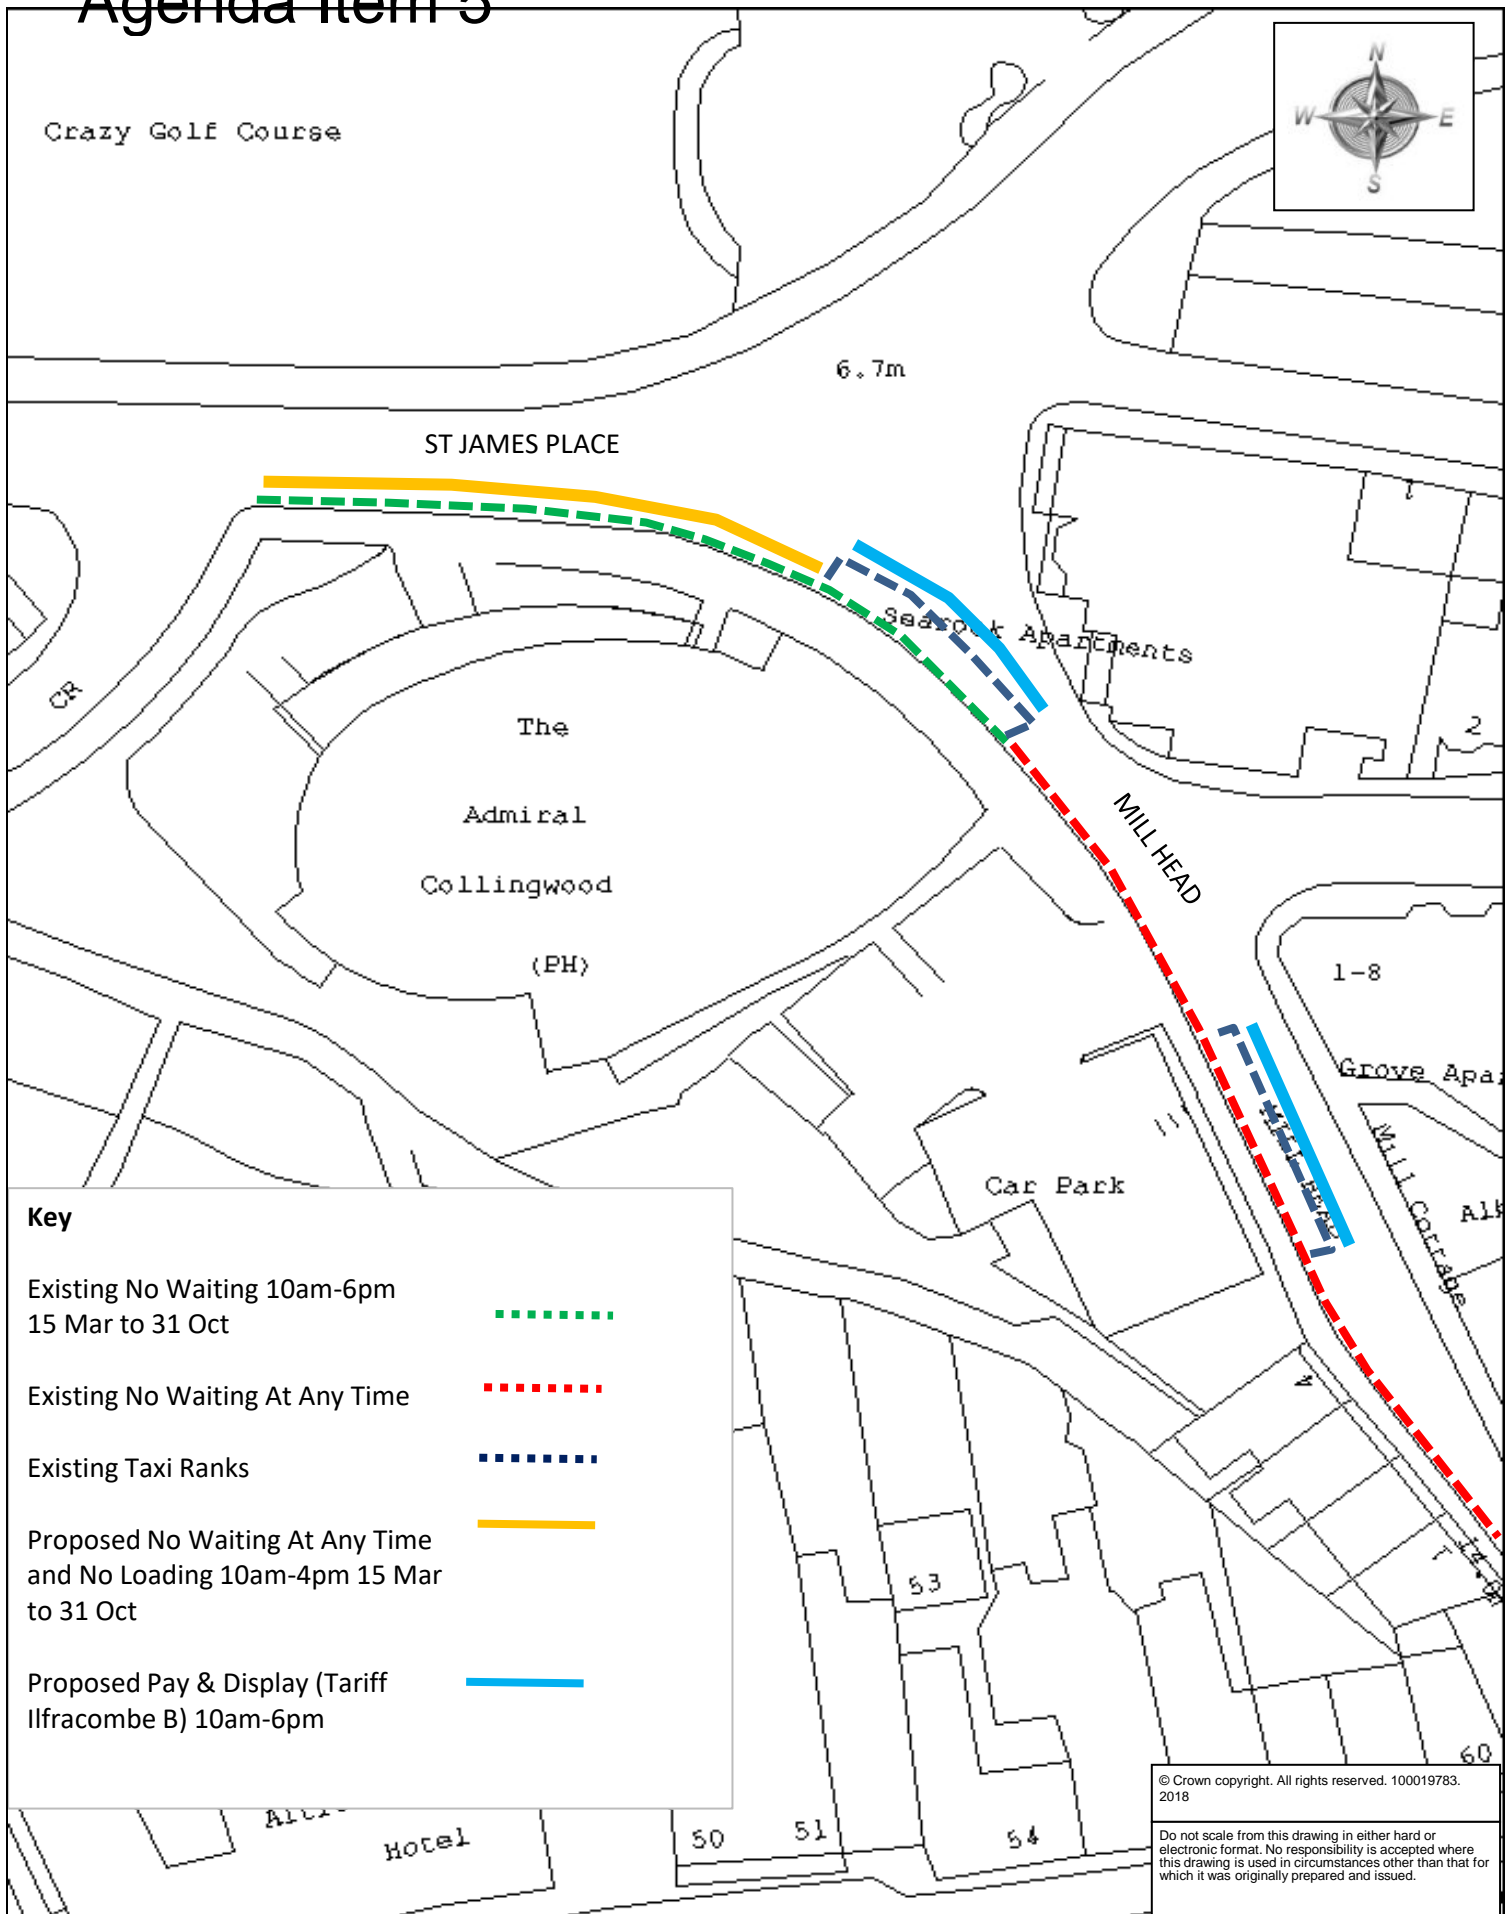 Agenda Item 5
N
W
E
S
Crazy Golf Course
6.7m
ST JAMES PLACE
1
Searock Apartments
CR
The
Admiral
Collingwood
(PH)
2
MILL HEAD
1-8
Grove Apa
Mill Cottage
Car Park
Key
Existing No Waiting 10am-6pm
15 Mar to 31 Oct
Existing No Waiting At Any Time
Existing Taxi Ranks
Proposed No Waiting At Any Time
and No Loading 10am-4pm 15 Mar
to 31 Oct
Proposed Pay & Display (Tariff
Ilfracombe B) 10am-6pm
53
60
Hotel
50
51
54
© Crown copyright. All rights reserved. 100019783.
2018
Do not scale from this drawing in either hard or
electronic format. No responsibility is accepted where
this drawing is used in circumstances other than that for
which it was originally prepared and issued.